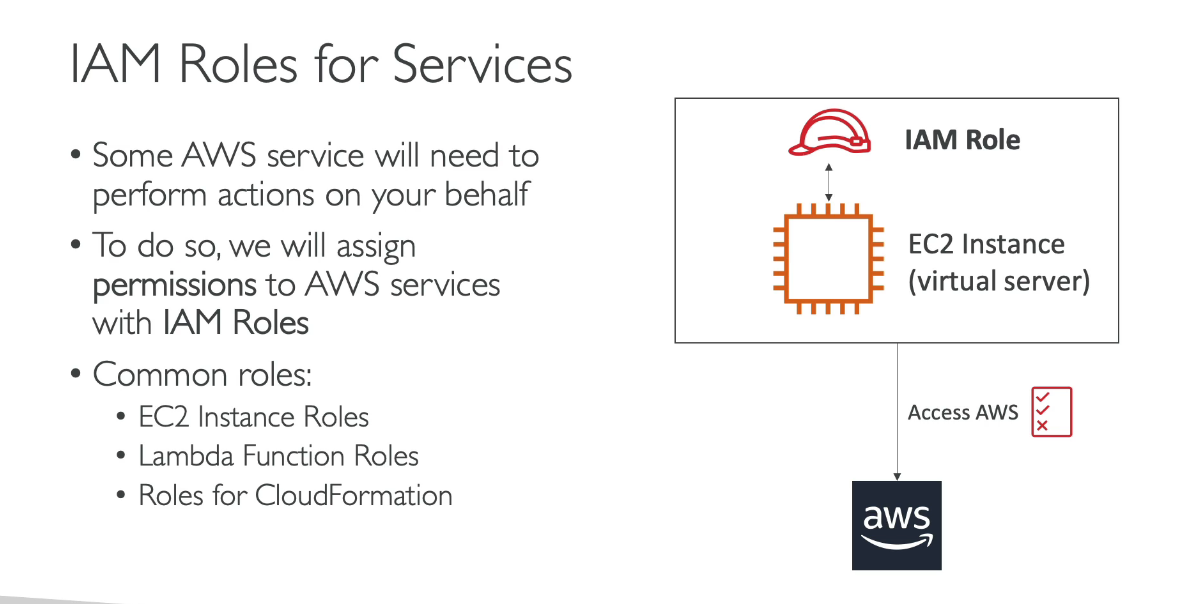 IAM Roles for Services
• Some AWS service will need to
perform actions on your behalf
• To do so, we will assign
permissions to AWS services
with IAM Roles
• Common roles:
• EC2 Instance Roles
• Lambda Function Roles
• Roles for CloudFormation
IAM Role
EC2 Instance
(virtual server)
Access AWS
aws